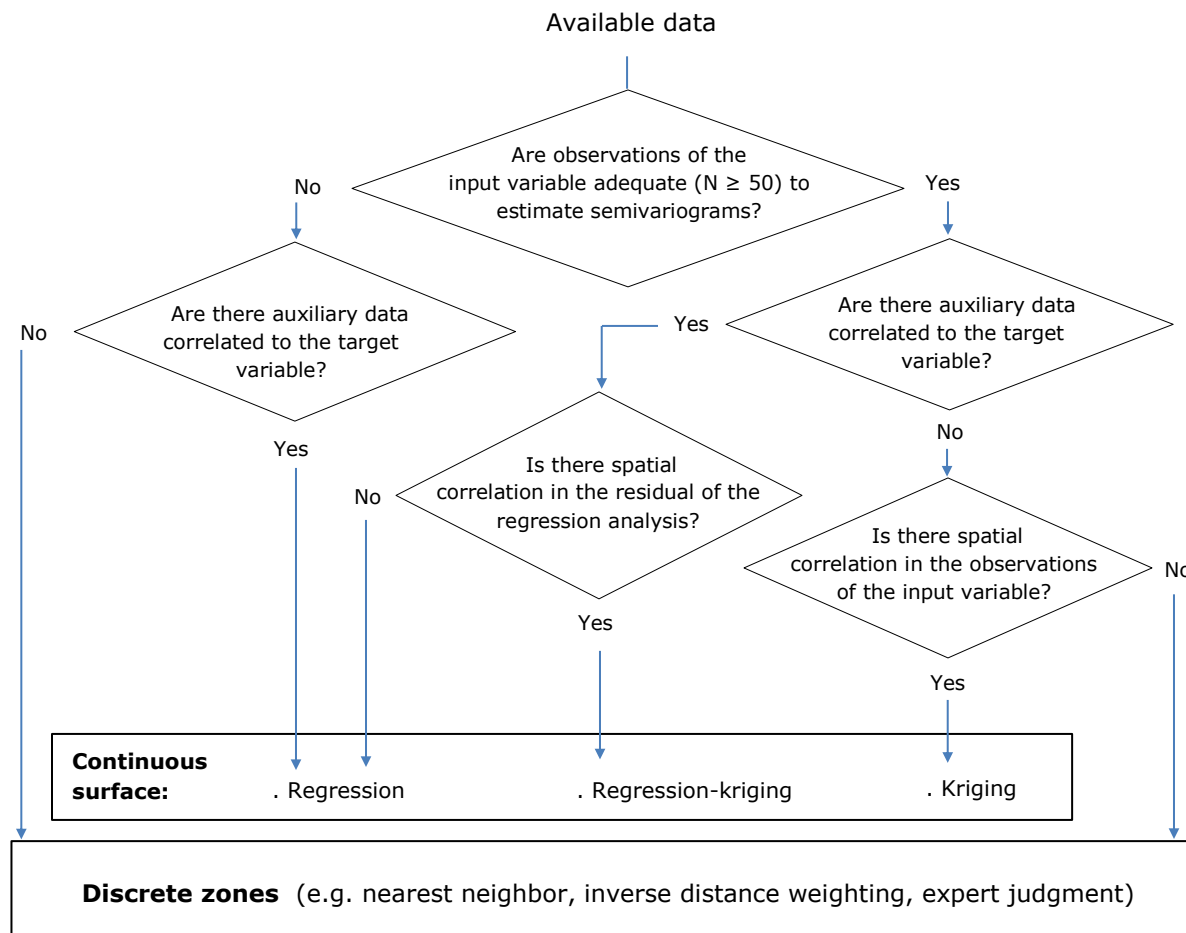 Available data
Are observations of the
input variable adequate (N ≥ 50) to
estimate semivariograms?
No
Yes
Are there auxiliary data
correlated to the target
variable?
No
Yes
Are there auxiliary data
correlated to the target
variable?
Yes
No
Is there spatial
correlation in the residual of the
regression analysis?
No
Yes
Is there spatial
correlation in the observations
of the input variable?
No
Yes
Continuous
surface:
. Regression
. Regression-kriging
. Kriging
Discrete zones (e.g. nearest neighbor, inverse distance weighting, expert judgment)